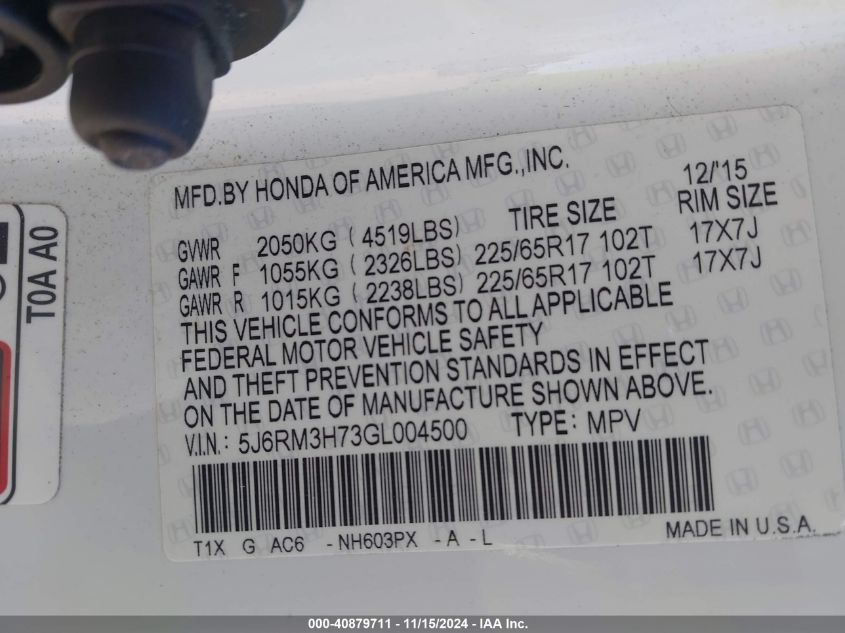 MFD.BY HONDA OF AMERICA MFG.,INC. 12/'15
TIRE SIZE RIM SIZE
GVWR 2050KG ( 4519LBS)
GAWR F 1055KG ( 2326LBS) 225/65R17 102T 17X7J
GAWR R 1015KG ( 2238LBS) 225/65R17 102T 17X7J
THIS VEHICLE CONFORMS TO ALL APPLICABLE
FEDERAL MOTOR VEHICLE SAFETY
AND THEFT PREVENTION STANDARDS IN EFFECT
ON THE DATE OF MANUFACTURE SHOWN ABOVE.
V.I.N.: 5J6RM3H73GL004500 TYPE: MPV
T1X G AC6 -NH603PX -A -L MADE IN U.S.A.
T0A A0
000-40879711 - 11/15/2024 - IAA Inc.